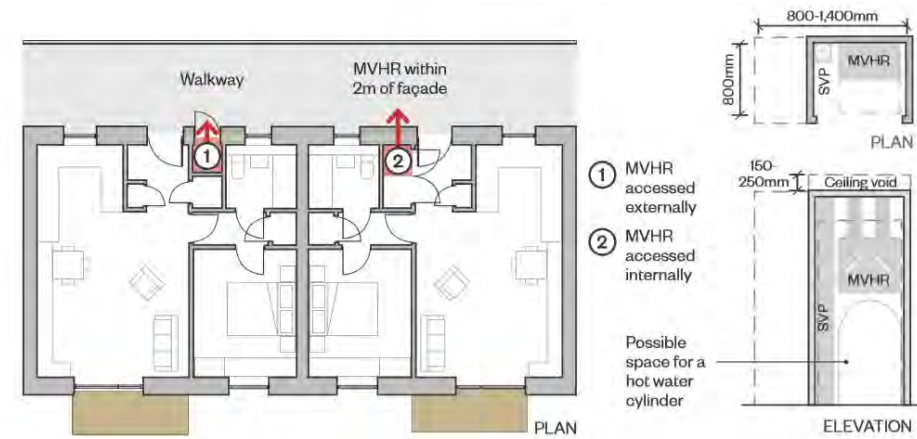 Walkway
MVHR within
2m of façade
1
2
PLAN
1 MVHR
accessed
externally
2 MVHR
accessed
internally
Possible
space for a
hot water
cylinder
800-1,400mm
800mm
SVP
MVHR
PLAN
150-
250mm
Ceiling void
MVHR
SVP
ELEVATION